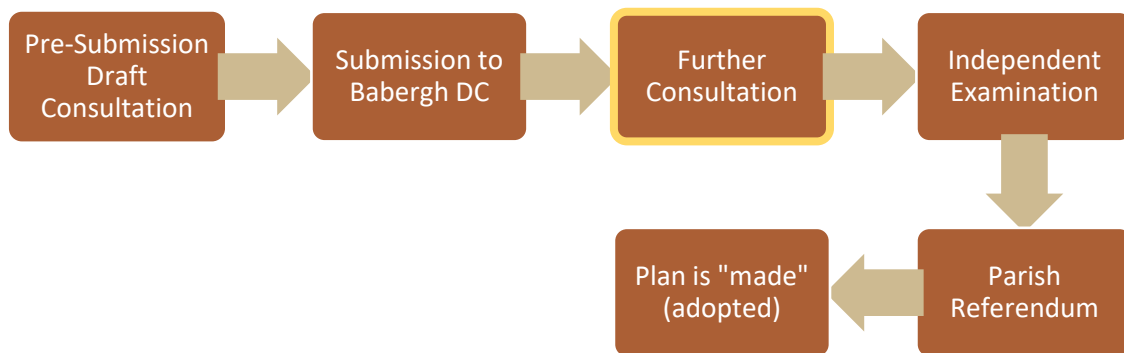 Pre-Submission
Draft
Consultation
Submission to
Babergh DC
Further
Consultation
Independent
Examination
Parish
Referendum
Plan is "made"
(adopted)